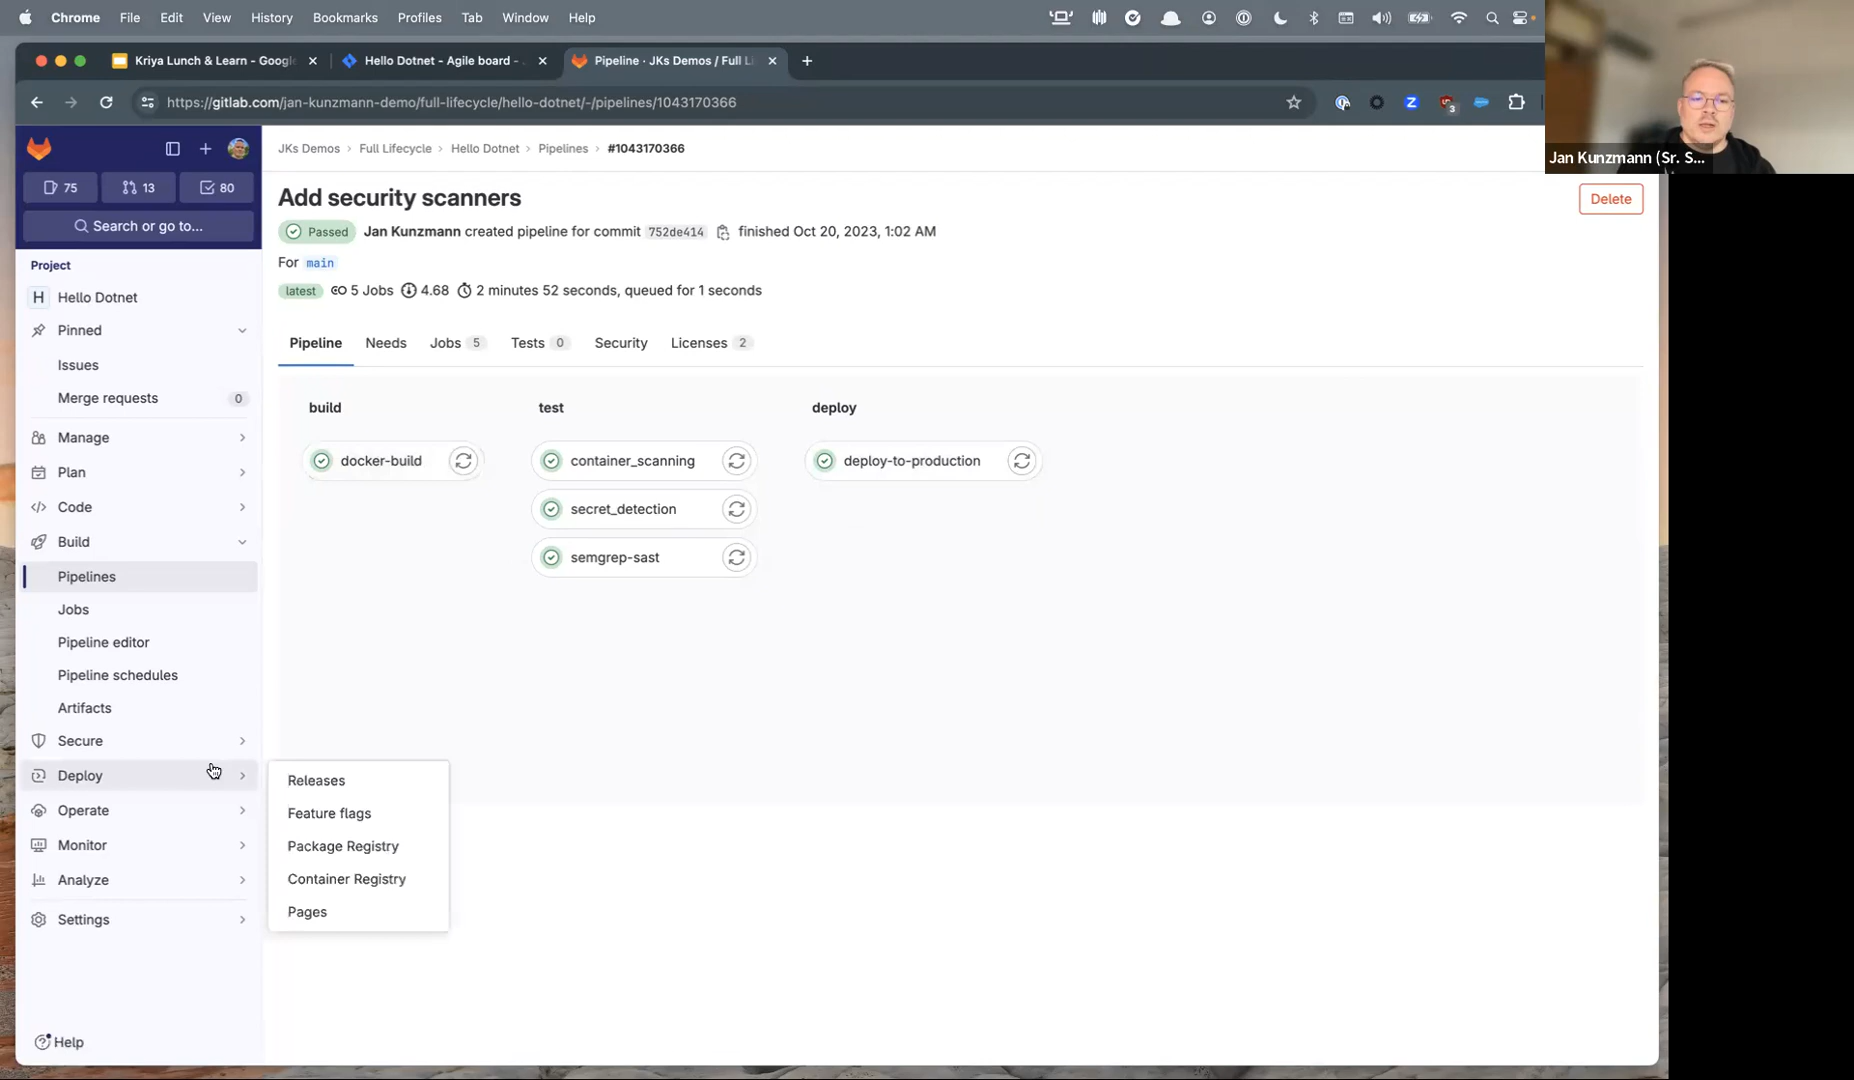 Chrome File Edit View History Bookmarks Profiles Tab Window Help
Kriya Lunch & Learn - Google
Hello Dotnet - Agile board -
Pipeline · JKs Demos / Full Li
https://gitlab.com/jan-kunzmann-demo/full-lifecycle/hello-dotnet/-/pipelines/1043170366
3
Jan Kunzmann (Sr. S...
75 13 80
Search or go to...
Project
H Hello Dotnet
Pinned
Issues
Merge requests 0
Manage
Plan
Code
Build
Pipelines
Jobs
Pipeline editor
Pipeline schedules
Artifacts
Secure
Deploy
Operate
Monitor
Analyze
Settings
Help
Releases
Feature flags
Package Registry
Container Registry
Pages
JKs Demos Full Lifecycle Hello Dotnet Pipelines #1043170366
Add security scanners
Delete
Passed Jan Kunzmann created pipeline for commit 752de414 finished Oct 20, 2023, 1:02 AM
For main
latest 5 Jobs 4.68 2 minutes 52 seconds, queued for 1 seconds
Pipeline Needs Jobs 5 Tests 0 Security Licenses 2
build
docker-build
test
container_scanning
secret_detection
semgrep-sast
deploy
deploy-to-production